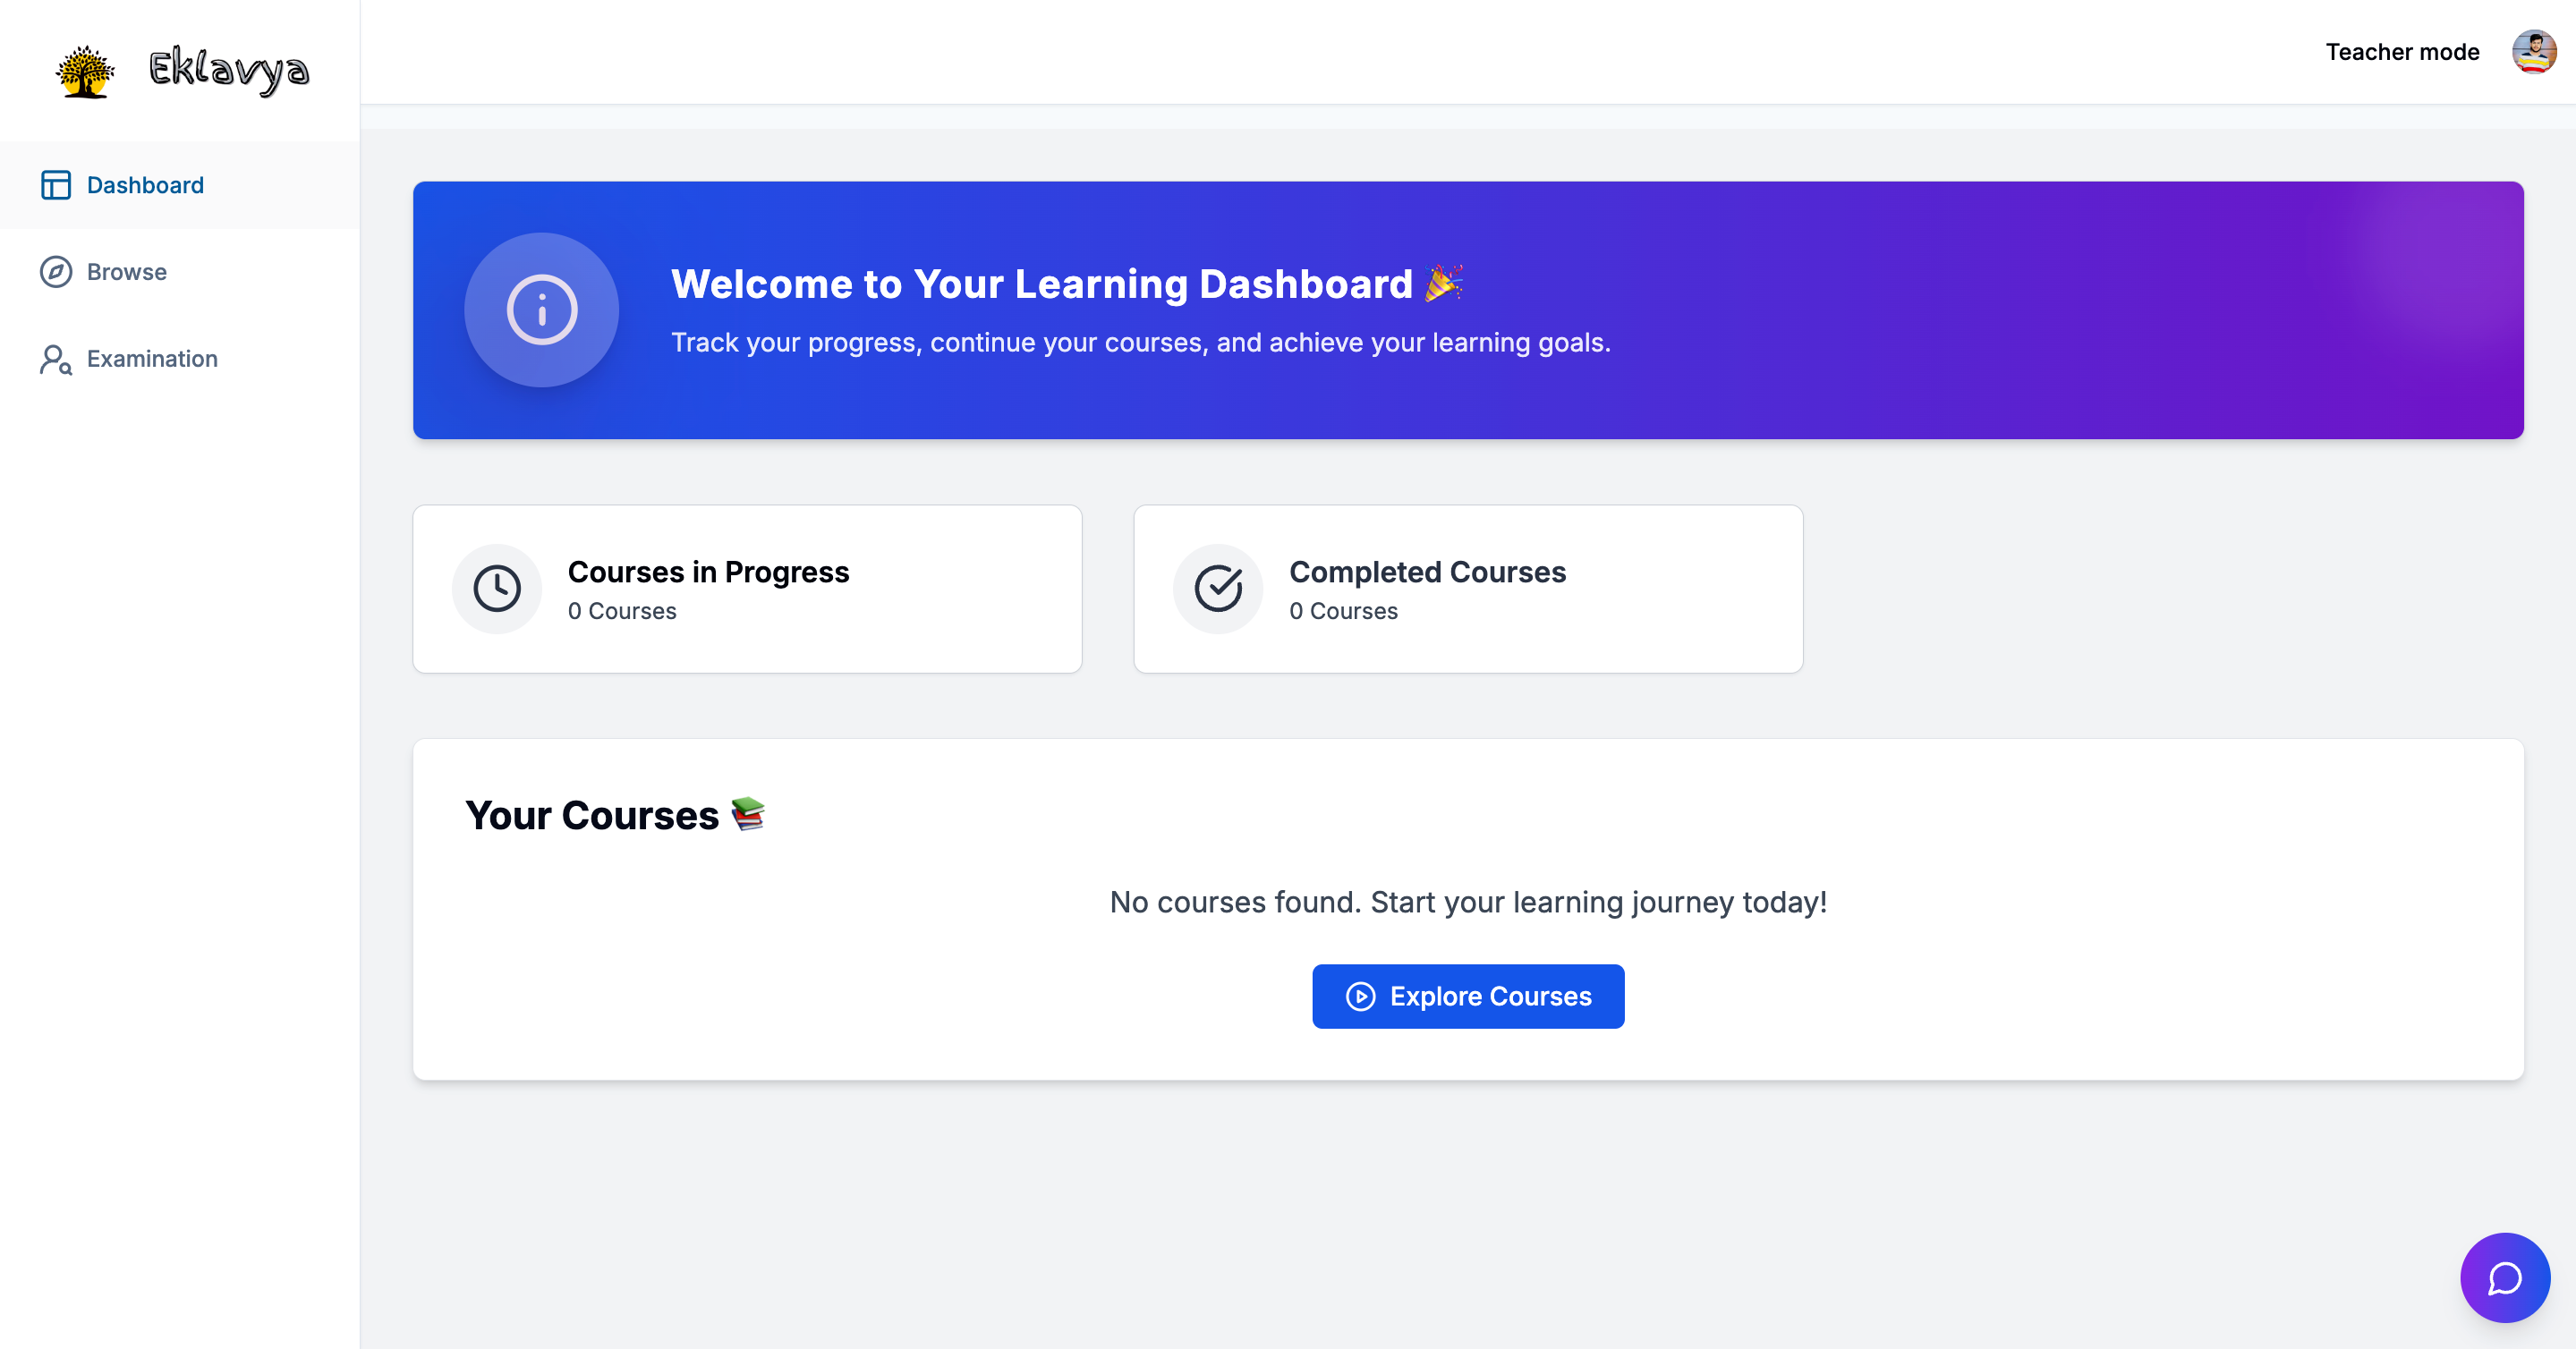 Eklavya
Teacher mode
Dashboard
Browse
Examination
Welcome to Your Learning Dashboard 🎉
Track your progress, continue your courses, and achieve your learning goals.
Courses in Progress
0 Courses
Completed Courses
0 Courses
Your Courses 📚
No courses found. Start your learning journey today!
Explore Courses